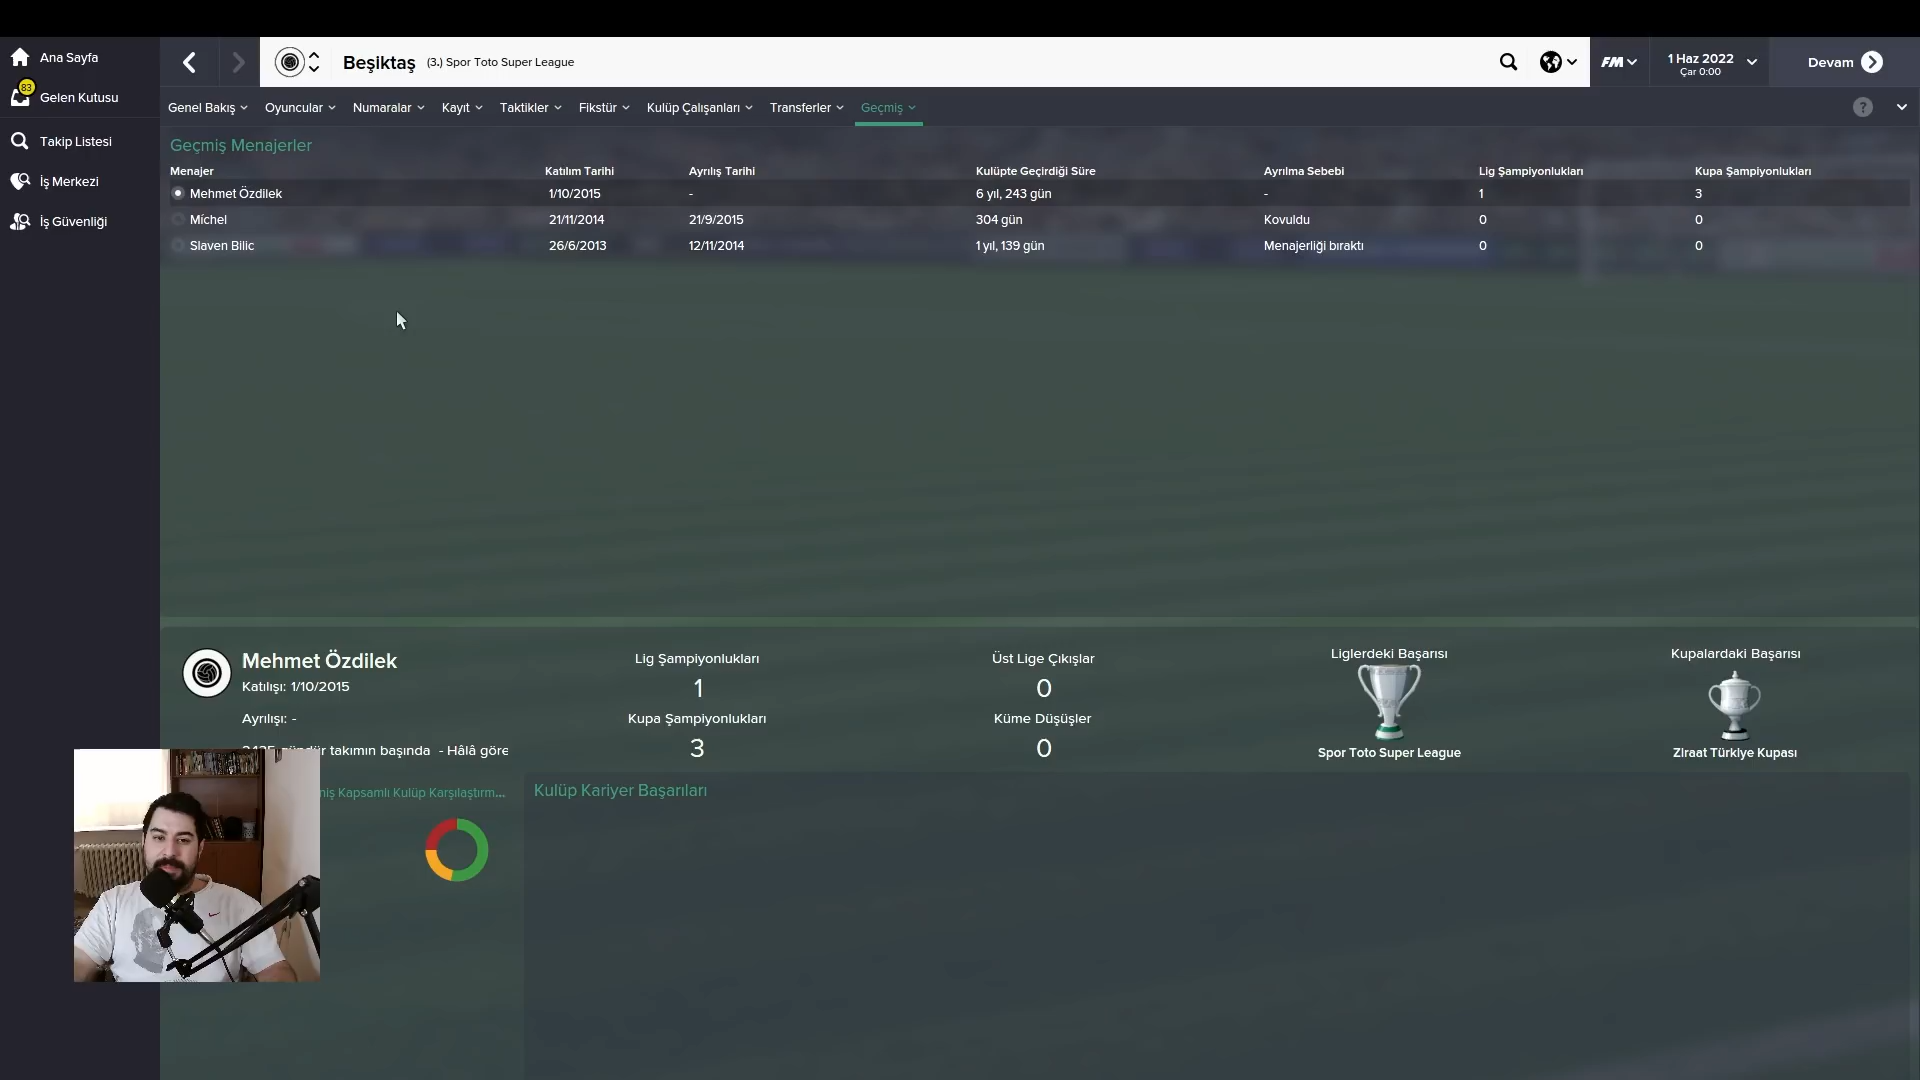 Ana Sayfa
83
Gelen Kutusu
Takip Listesi
İş Merkezi
İş Güvenliği
Beşiktaş (3.) Spor Toto Super League
FM
1 Haz 2022
Çar 0:00
Devam
Genel Bakış Oyuncular Numaralar Kayıt Taktikler Fikstür Kulüp Çalışanları Transferler Geçmiş
?
Geçmiş Menajerler
Menajer Katılım Tarihi Ayrılış Tarihi Kulüpte Geçirdiği Süre Ayrılma Sebebi Lig Şampiyonlukları Kupa Şampiyonlukları
Mehmet Özdilek 1/10/2015 - 6 yıl, 243 gün - 1 3
Míchel 21/11/2014 21/9/2015 304 gün Kovuldu 0 0
Slaven Bilic 26/6/2013 12/11/2014 1 yıl, 139 gün Menajerliği bıraktı 0 0
Mehmet Özdilek
Katılışı: 1/10/2015
Ayrılışı: -
takımın başında - Hâlâ göre
Lig Şampiyonlukları
1
Kupa Şampiyonlukları
3
Üst Lige Çıkışlar
0
Küme Düşüşler
0
Liglerdeki Başarısı
Spor Toto Super League
Kupalardaki Başarısı
Ziraat Türkiye Kupası
Kapsamlı Kulüp Karşılaştırm...
Kulüp Kariyer Başarıları